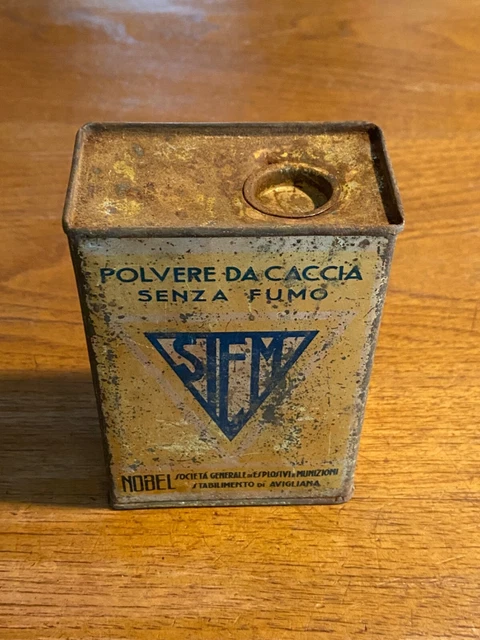 POLVERE DA CACCIA
SENZA FUMO
SIFM
NOBEL SOCIETÀ GENERALE DI ESPLOSIVI E MUNIZIONI
STABILIMENTO DI AVIGLIANA